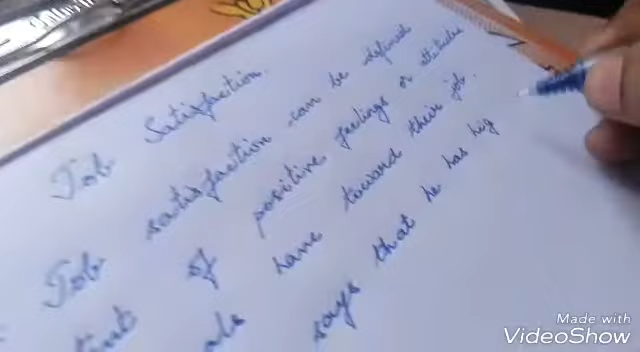 Job Satisfaction.
Job satisfaction can be defined
of positive feelings or attitudes
have toward their job.
says that he has hig
Made with
VideoShow